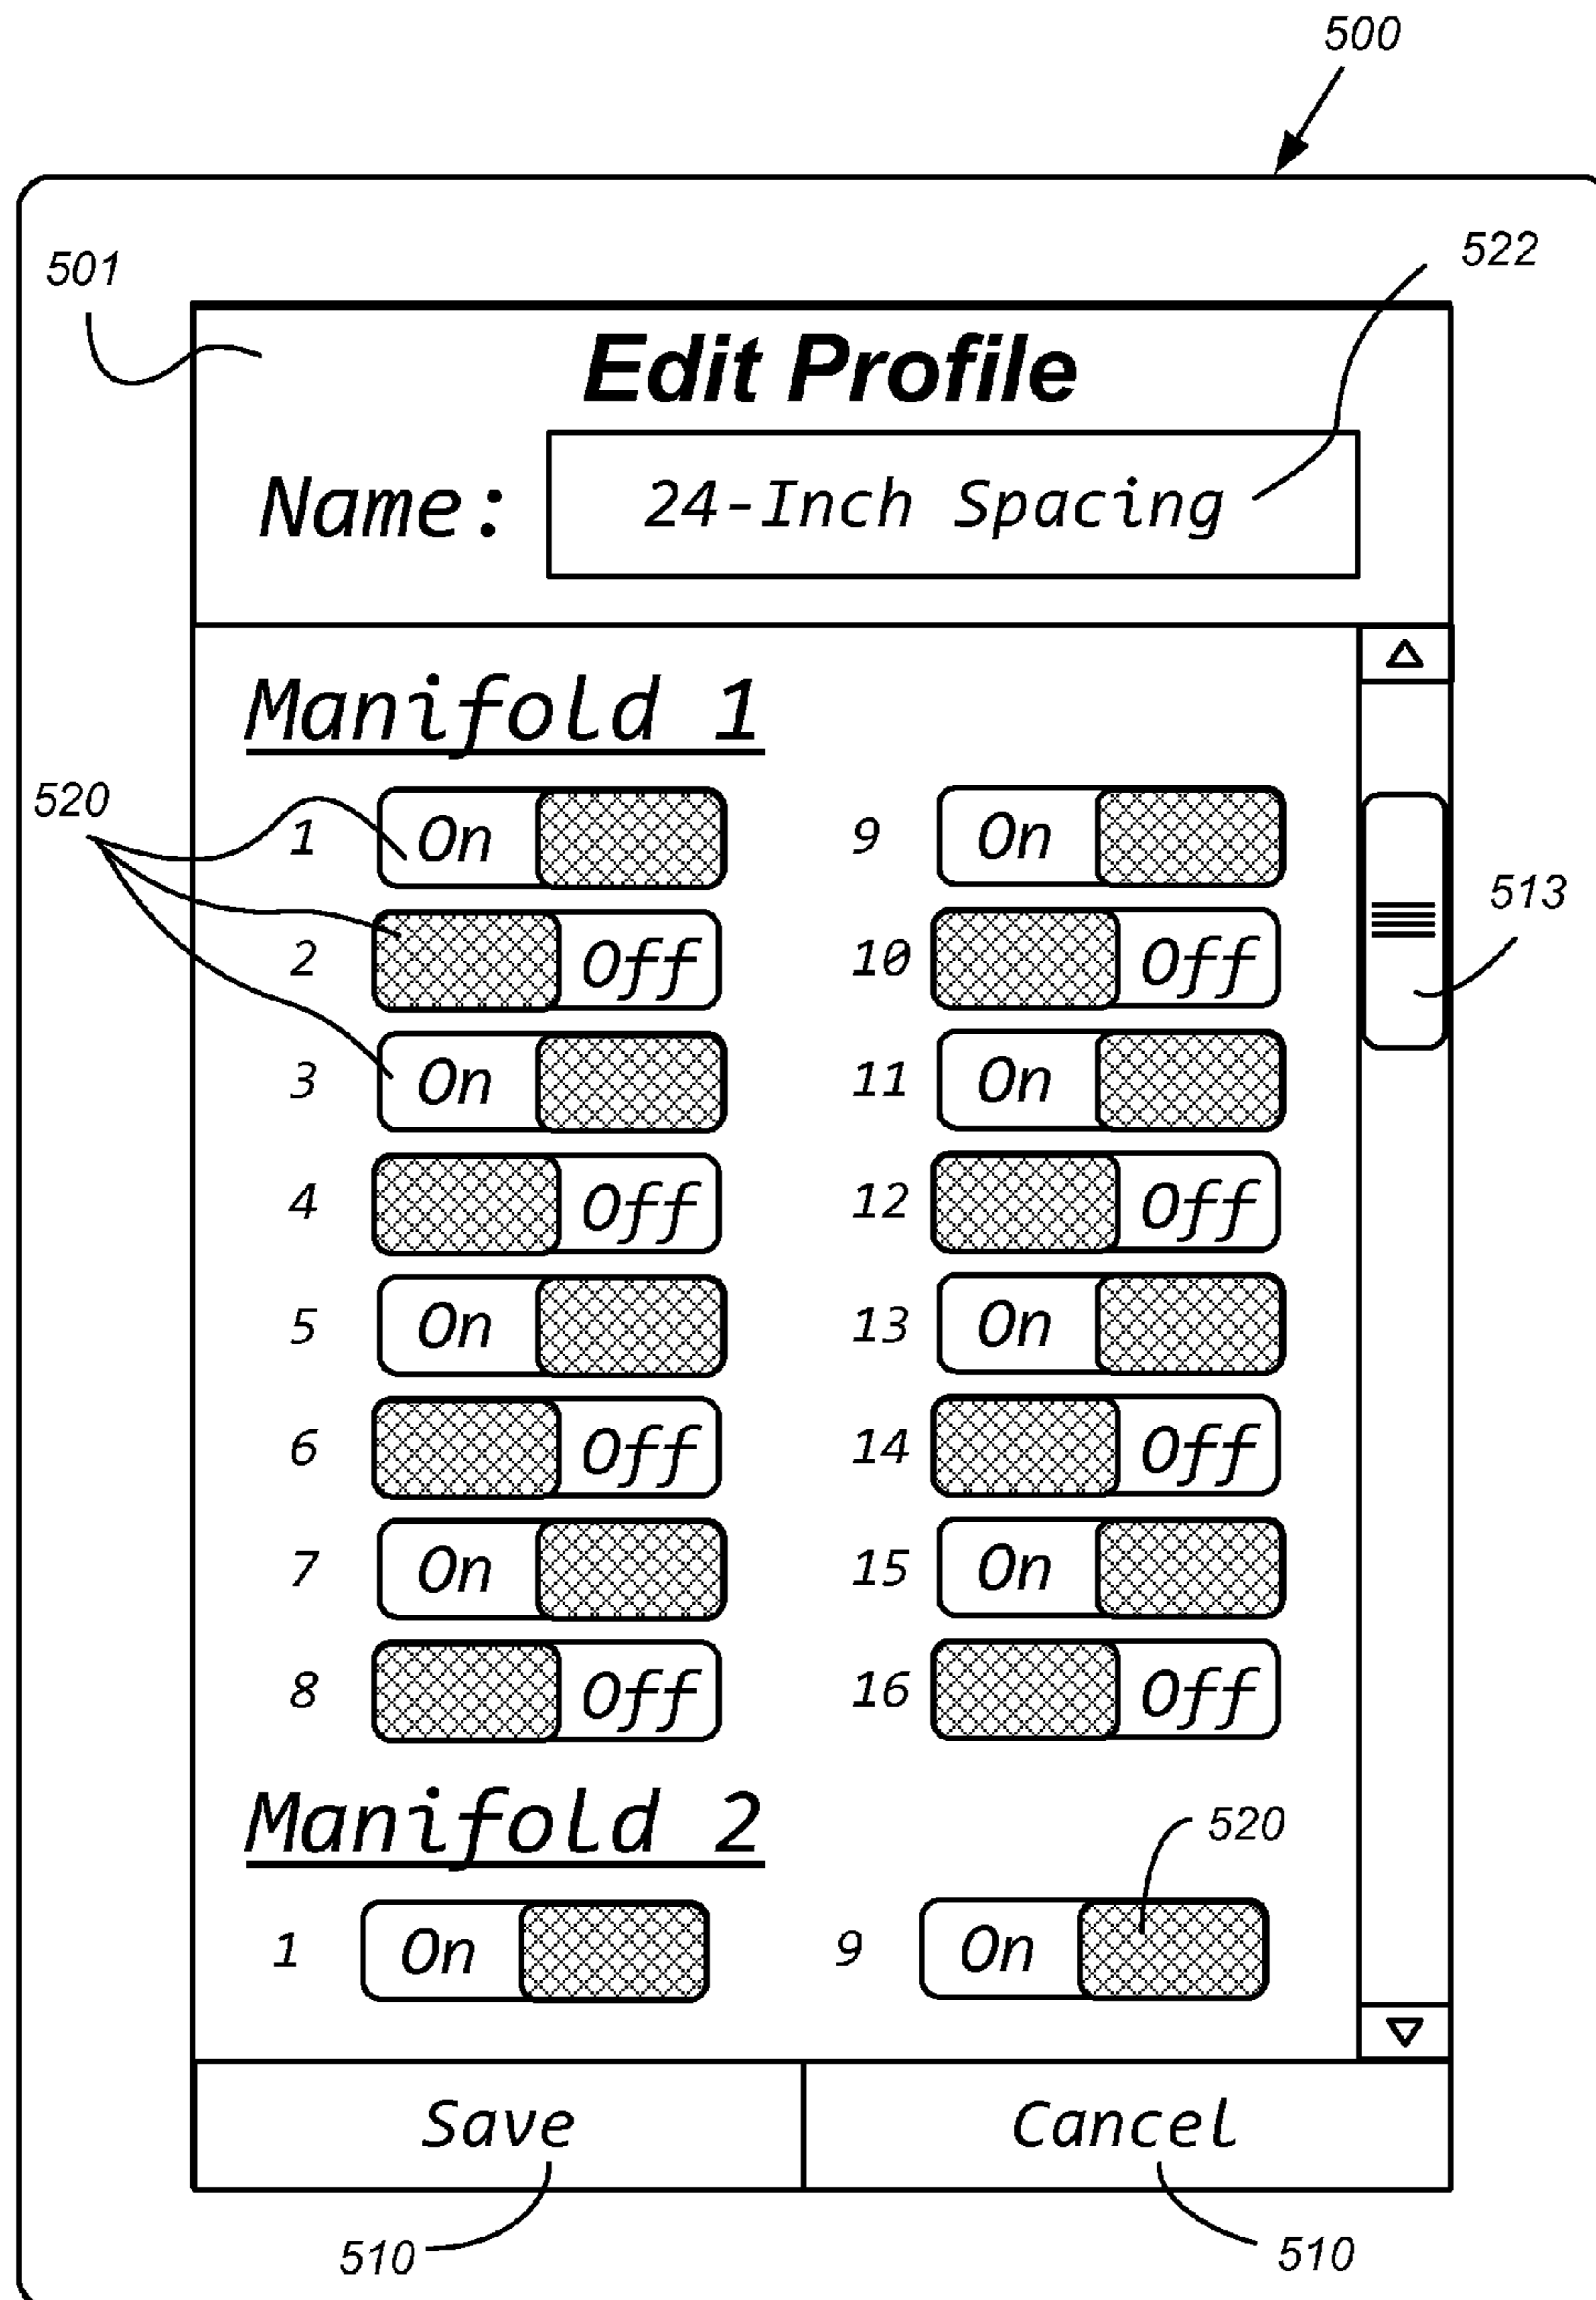 500
501
522
Edit Profile
Name: 24-Inch Spacing
Manifold 1
520
1 On 9 On
513
2 Off 10 Off
3 On 11 On
4 Off 12 Off
5 On 13 On
6 Off 14 Off
7 On 15 On
8 Off 16 Off
Manifold 2
520
1 On 9 On
Save Cancel
510 510